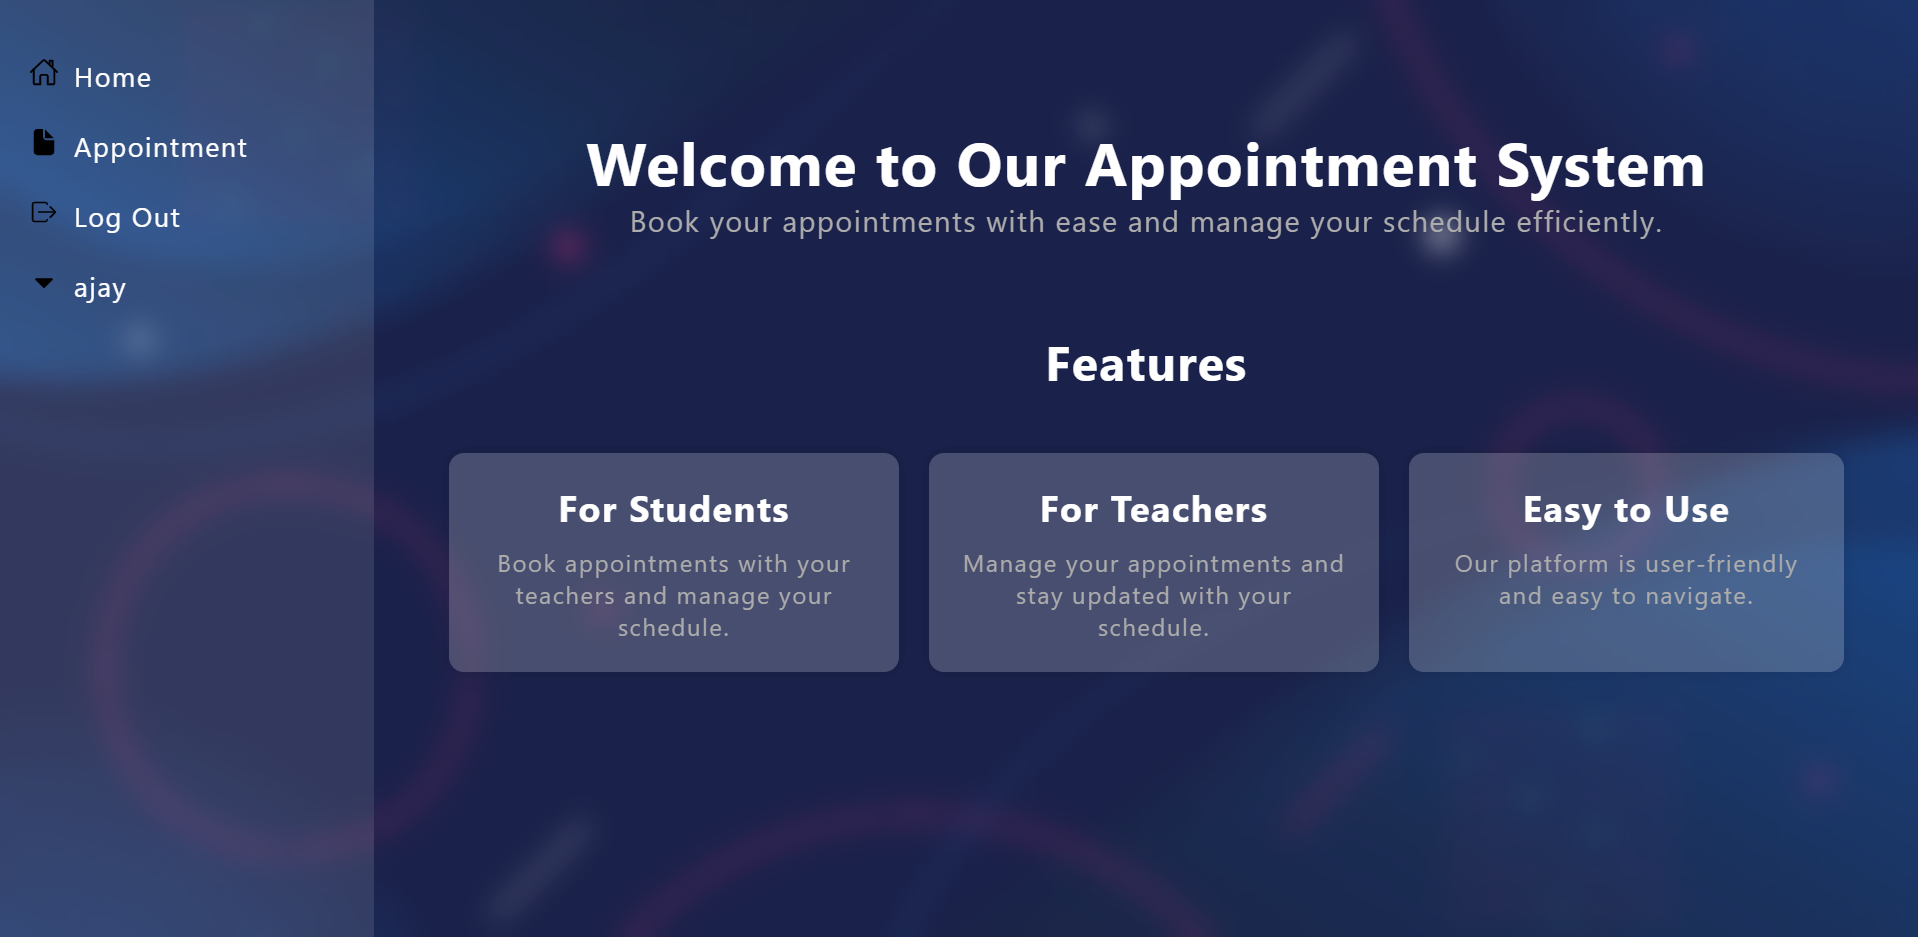 Home
Appointment
Log Out
ajay
Welcome to Our Appointment System
Book your appointments with ease and manage your schedule efficiently.
Features
For Students
Book appointments with your
teachers and manage your
schedule.
For Teachers
Manage your appointments and
stay updated with your
schedule.
Easy to Use
Our platform is user-friendly
and easy to navigate.